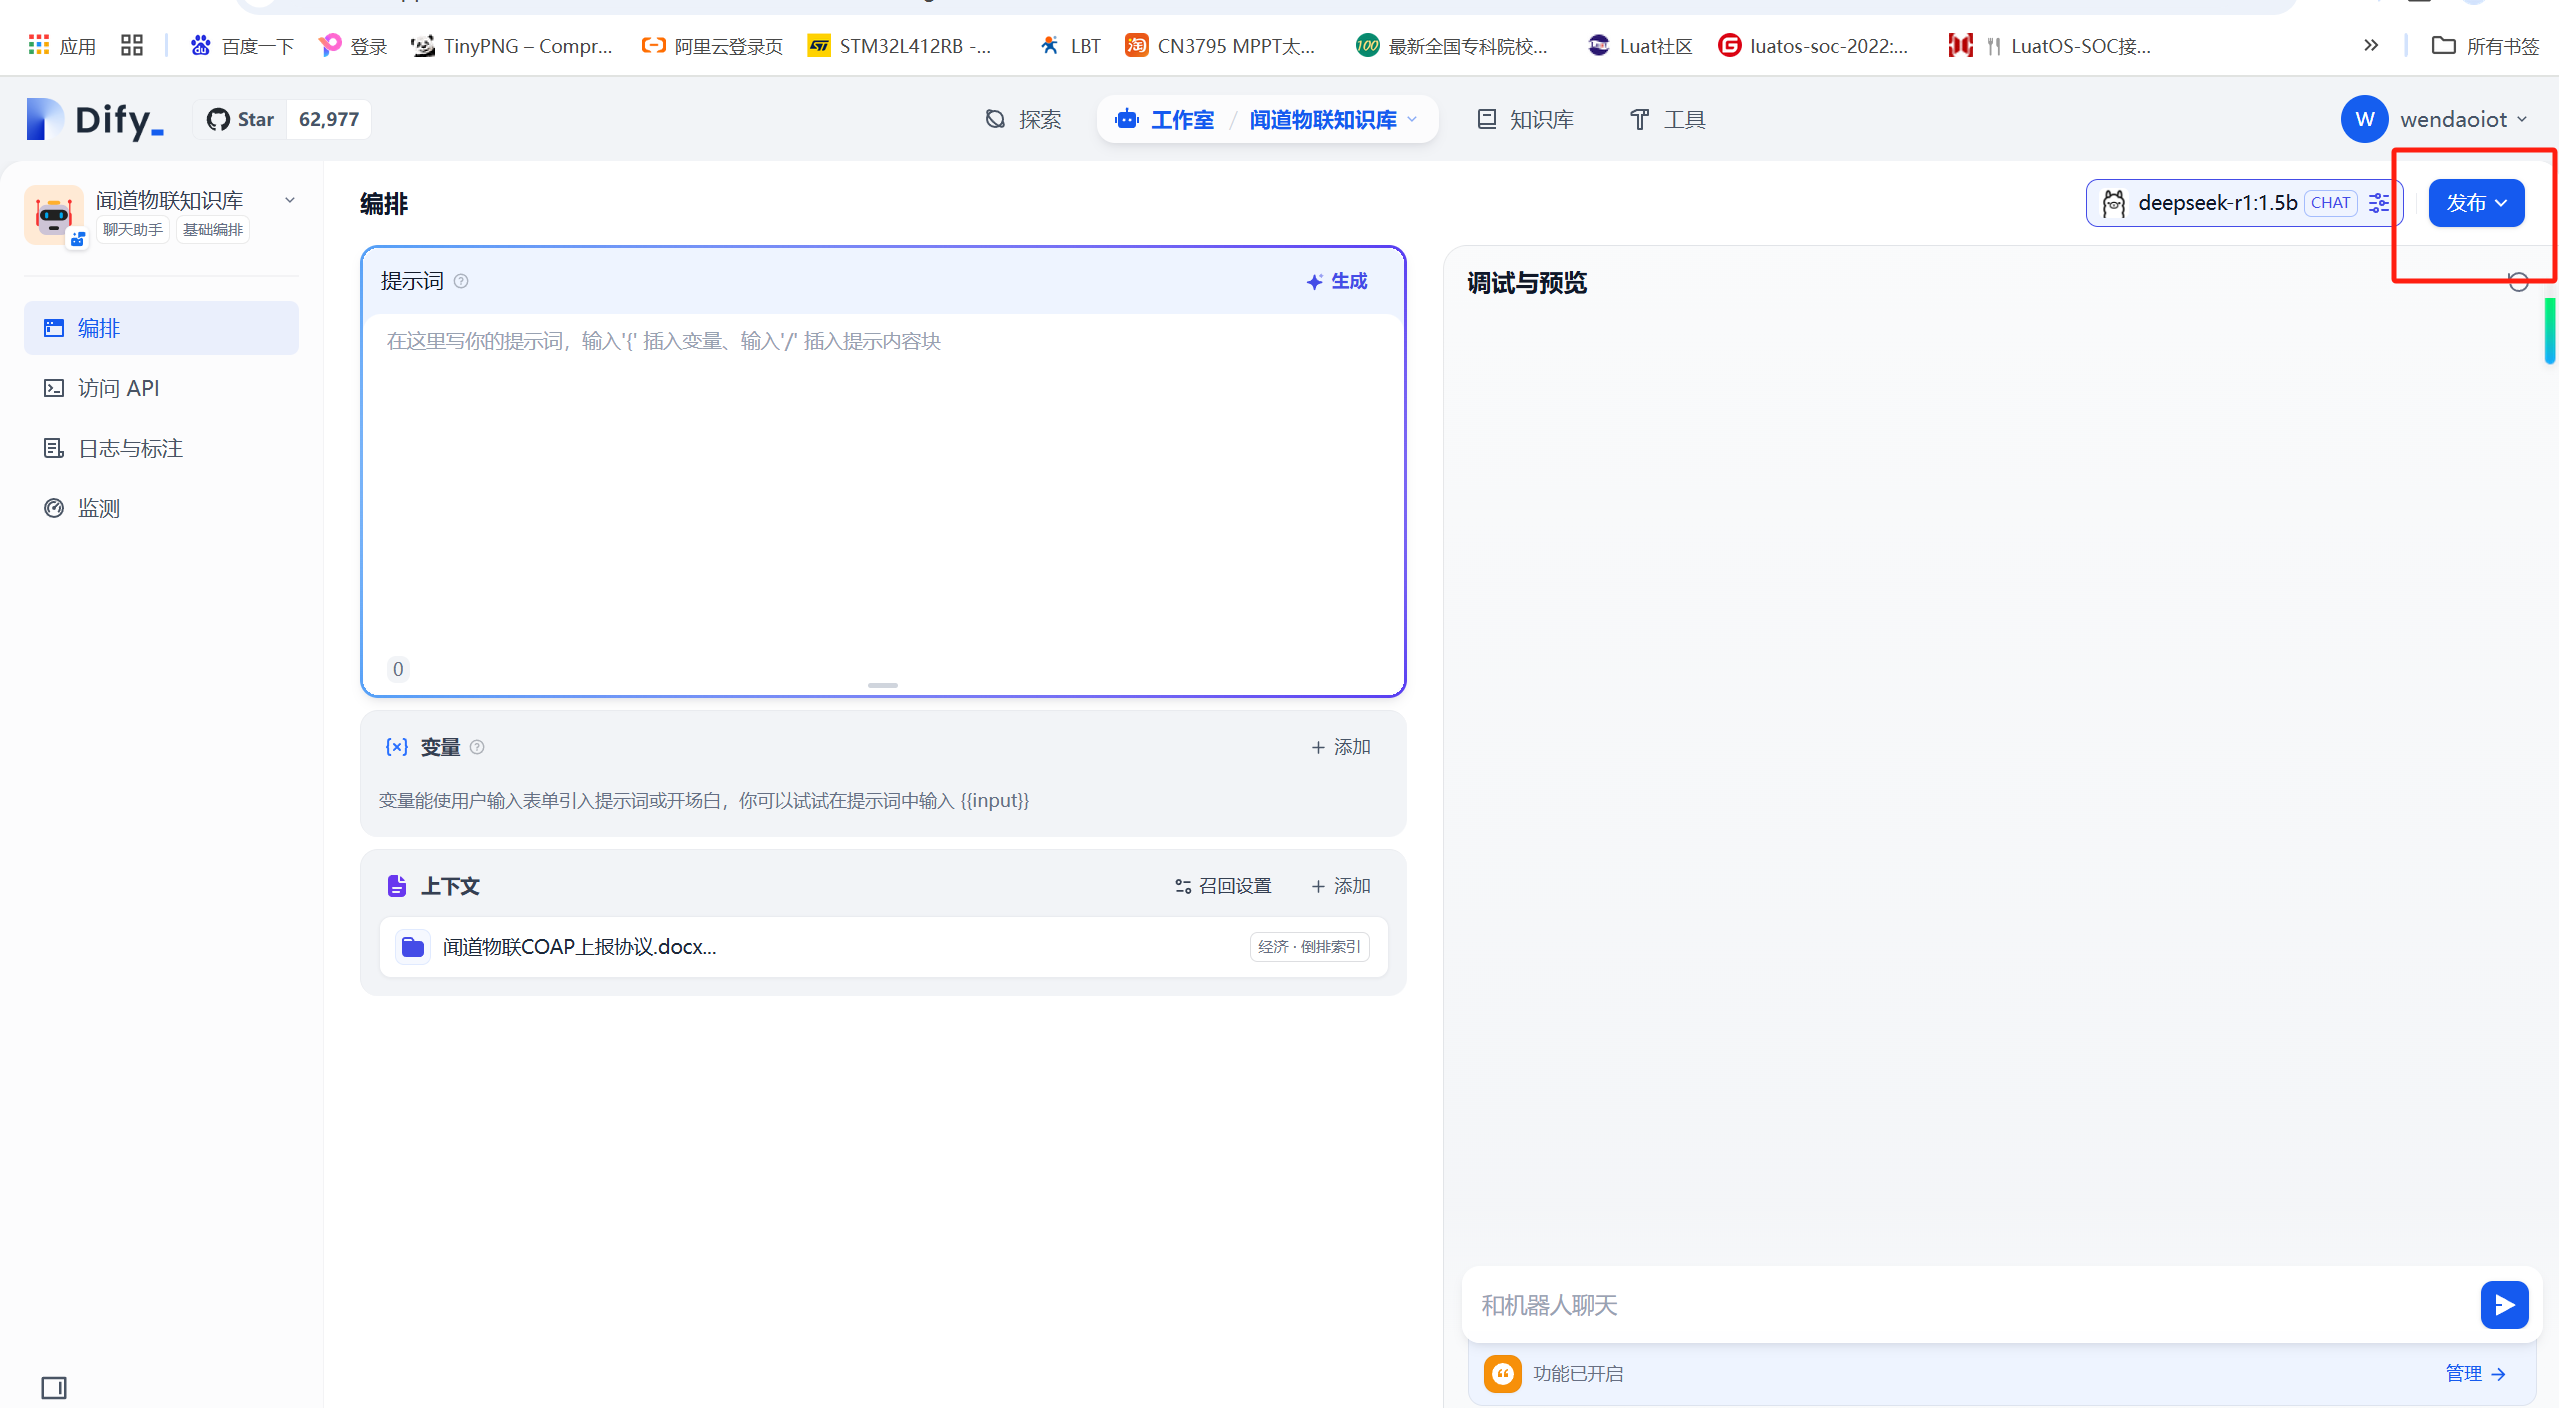 应用
百度一下
登录
TinyPNG – Compr...
阿里云登录页
STM32L412RB -...
LBT
CN3795 MPPT太...
最新全国专科院校...
Luat社区
luatos-soc-2022:...
LuatOS-SOC接...
所有书签
Dify_
Star 62,977
探索
工作室 / 闻道物联知识库
知识库
工具
W wendaoiot
闻道物联知识库
聊天助手 基础编排
编排
访问 API
日志与标注
监测
编排
deepseek-r1:1.5b CHAT
发布
提示词
生成
在这里写你的提示词，输入'{' 插入变量、输入'/' 插入提示内容块
0
{x} 变量
+ 添加
变量能使用户输入表单引入提示词或开场白，你可以试试在提示词中输入 {{input}}
上下文
召回设置
+ 添加
闻道物联COAP上报协议.docx...
经济 · 倒排索引
调试与预览
和机器人聊天
功能已开启
管理 →